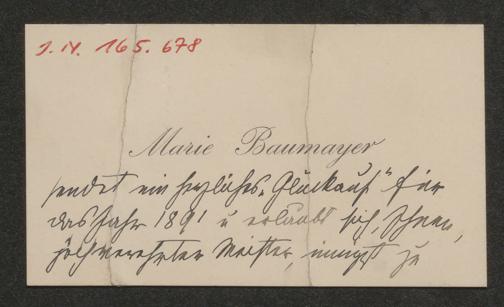 J.N. 165.678
Marie Baumayer
sendet ein herzliches „Glückauf" für
das Jahr 1891 u erlaubt sich, Ihnen,
hochverehrter Meister, innigst zu